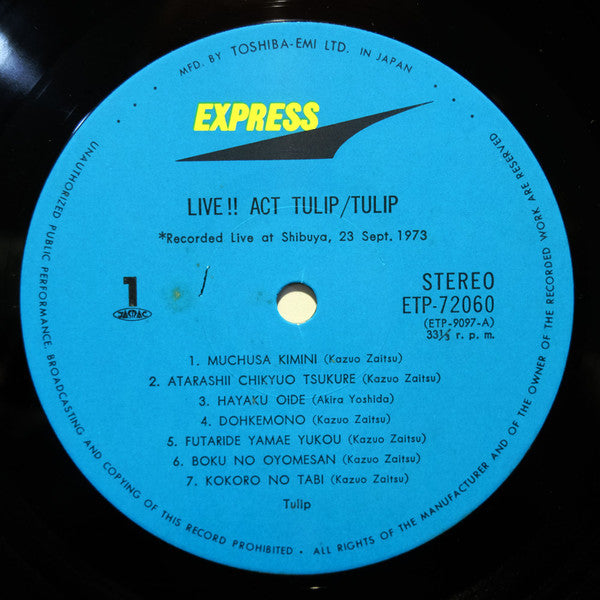 MFD. BY TOSHIBA-EMI LTD. IN JAPAN
EXPRESS
LIVE!! ACT TULIP/TULIP
*Recorded Live at Shibuya, 23 Sept. 1973
1
STEREO
ETP-72060
(ETP-9097-A)
33⅓ r. p. m.
1. MUCHUSA KIMINI (Kazuo Zaitsu)
2. ATARASHII CHIKYUO TSUKURE (Kazuo Zaitsu)
3. HAYAKU OIDE (Akira Yoshida)
4. DOHKEMONO (Kazuo Zaitsu)
5. FUTARIDE YAMAE YUKOU (Kazuo Zaitsu)
6. BOKU NO OYOMESAN (Kazuo Zaitsu)
7. KOKORO NO TABI (Kazuo Zaitsu)
Tulip
UNAUTHORIZED PUBLIC PERFORMANCE, BROADCASTING AND COPYING OF THIS RECORD PROHIBITED • ALL RIGHTS OF THE MANUFACTURER AND OF THE OWNER OF THE RECORDED WORK ARE RESERVED